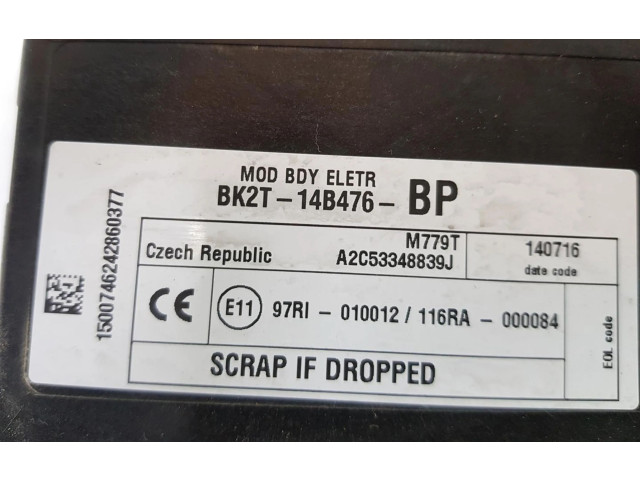 MOD BDY ELETR
BK2T-14B476- BP
M779T
Czech Republic A2C53348839J
140716
date code
CE E11 97RI - 010012 / 116RA - 000084
EOL code
SCRAP IF DROPPED
1500746242860377